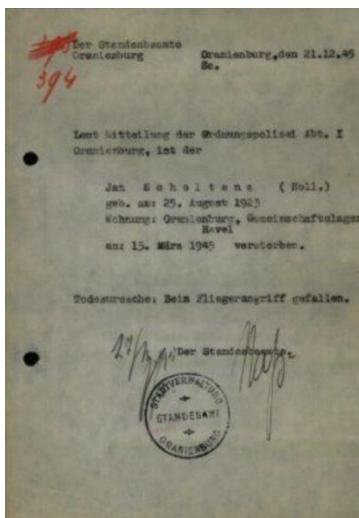 394
Der Standesbeamte
Oranienburg
Oranienburg,den 21.12.45
Sc.
Laut Mitteilung der Ordnungspolizei Abt. I
Oranienburg, ist der
Jan S c h o l t e n s ( Holl.)
geb. am: 25. August 1923
Wohnung: Oranienburg, Gemeinschaftslager
Havel
am: 15. März 1945 verstorben.
Todesursache: Beim Fliegerangriff gefallen.
Der Standesbeamte.
STADTVERWALTUNG
STANDESAMT
ORANIENBURG